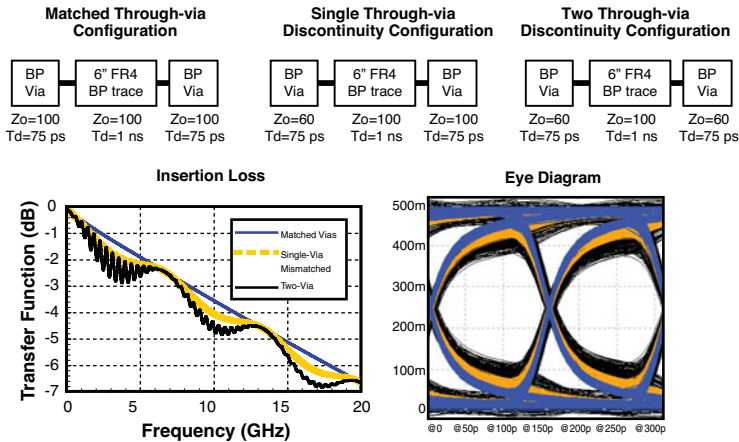 Matched Through-via
Configuration
BP
Via
6" FR4
BP trace
BP
Via
Zo=100
Td=75 ps
Zo=100
Td=1 ns
Zo=100
Td=75 ps
Single Through-via
Discontinuity Configuration
BP
Via
6" FR4
BP trace
BP
Via
Zo=60
Td=75 ps
Zo=100
Td=1 ns
Zo=100
Td=75 ps
Two Through-via
Discontinuity Configuration
BP
Via
6" FR4
BP trace
BP
Via
Zo=60
Td=75 ps
Zo=100
Td=1 ns
Zo=60
Td=75 ps
Insertion Loss
Transfer Function (dB)
0
-1
-2
-3
-4
-5
-6
-7
Matched Vias
Single-Via
Mismatched
Two-Via
0
5
10
15
20
Frequency (GHz)
Eye Diagram
500m
400m
300m
200m
100m
0
@0
@50p
@100p
@150p
@200p
@250p
@300p